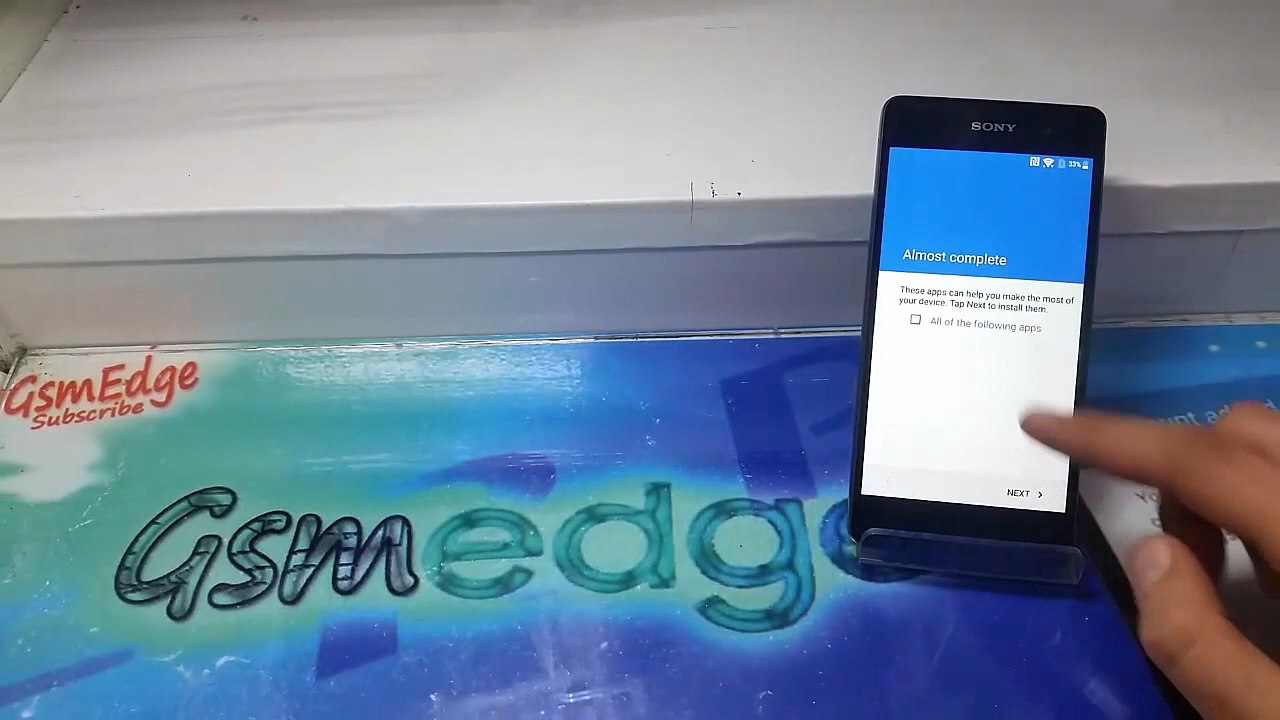 SONY
33%
Almost complete
These apps can help you make the most of
your device. Tap Next to install them.
All of the following apps
NEXT
GsmEdge
Subscribe
Gsmedge